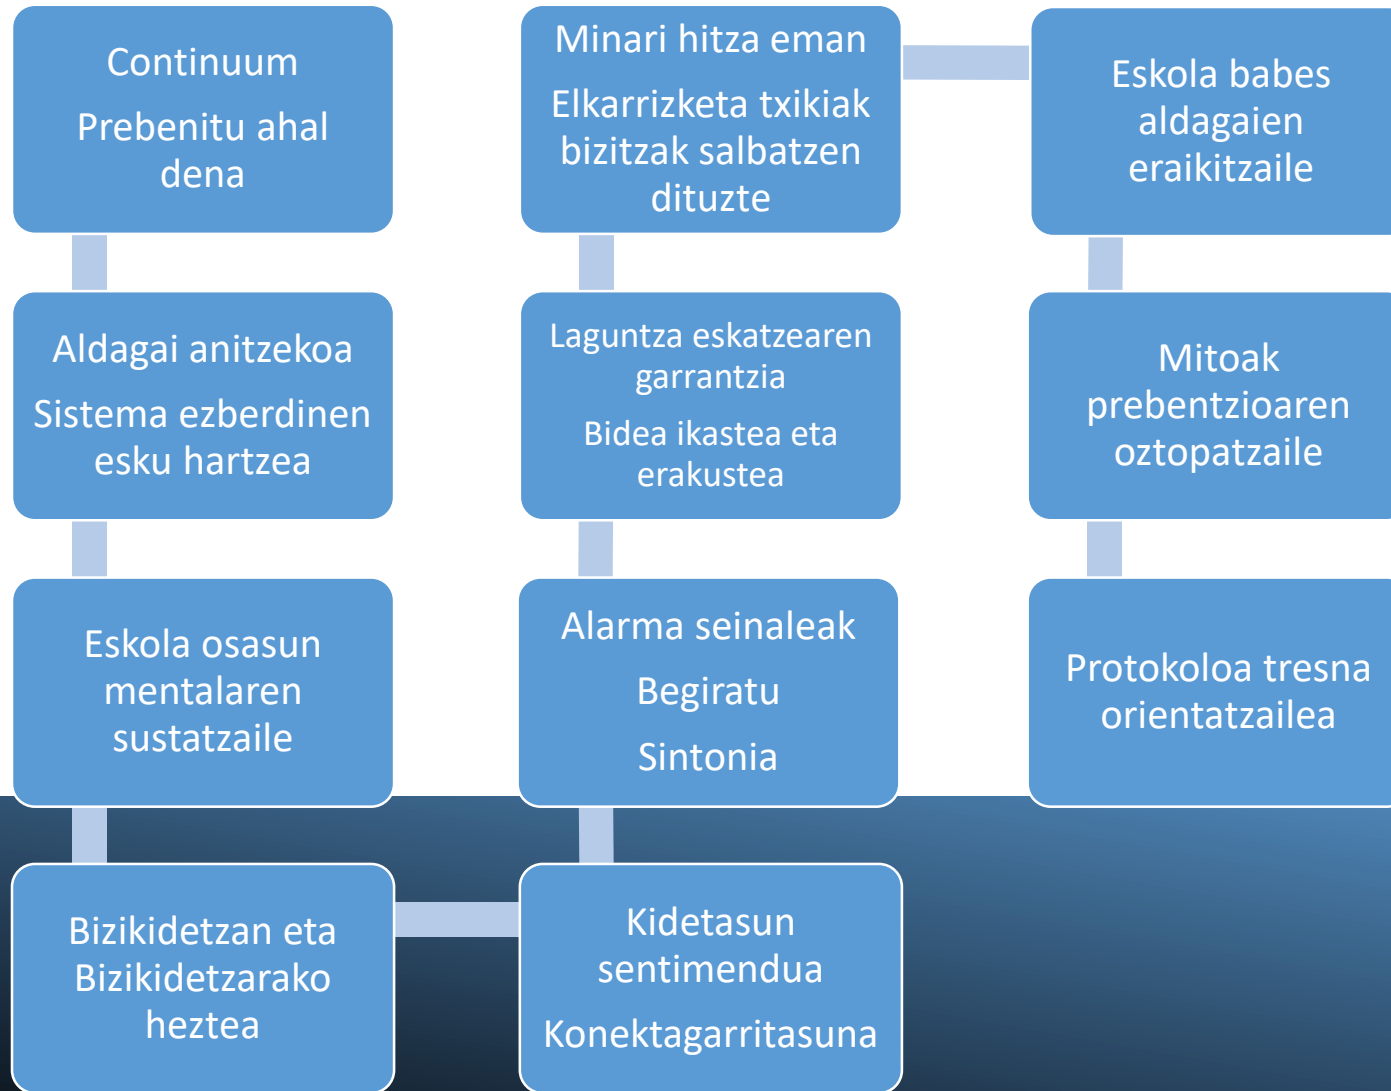 Continuum
Prebenitu ahal
dena
Aldagai anitzekoa
Sistema ezberdinen
esku hartzea
Eskola osasun
mentalaren
sustatzaile
Bizikidetzan eta
Bizikidetzarako
heztea
Kidetasun
sentimendua
Konektagarritasuna
Alarma seinaleak
Begiratu
Sintonia
Laguntza eskatzearen
garrantzia
Bidea ikastea eta
erakustea
Minari hitza eman
Elkarrizketa txikiak
bizitzak salbatzen
dituzte
Eskola babes
aldagaien
eraikitzaile
Mitoak
prebentzioaren
oztopatzaile
Protokoloa tresna
orientatzailea